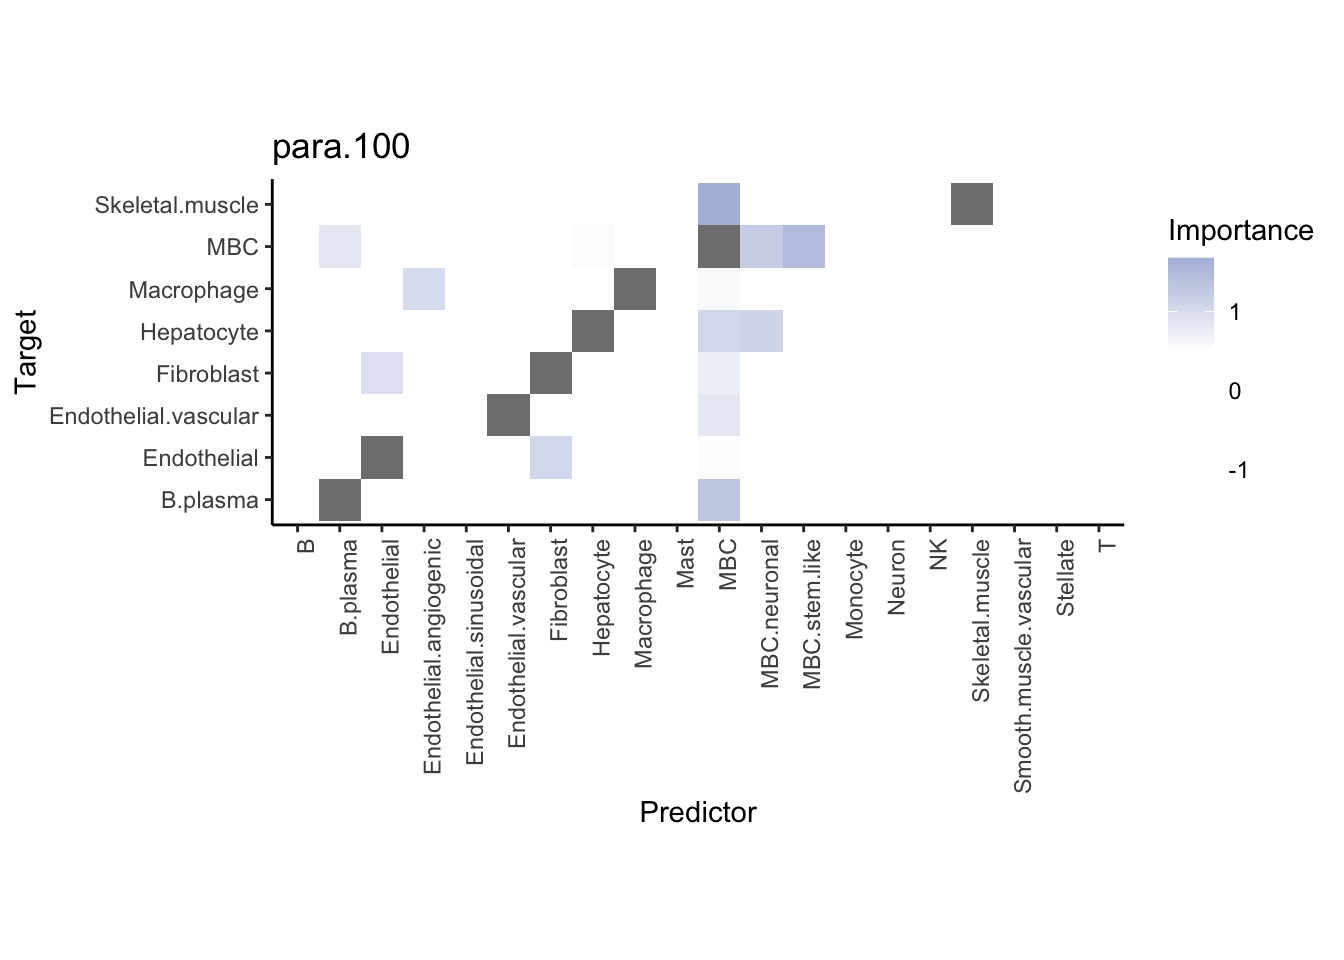 para.100
Skeletal.muscle
MBC
Macrophage
Hepatocyte
Fibroblast
Endothelial.vascular
Endothelial
B.plasma
Target
B
B.plasma
Endothelial
Endothelial.angiogenic
Endothelial.sinusoidal
Endothelial.vascular
Fibroblast
Hepatocyte
Macrophage
Mast
MBC
MBC.neuronal
MBC.stem.like
Monocyte
Neuron
NK
Skeletal.muscle
Smooth.muscle.vascular
Stellate
T
Predictor
Importance
1
0
-1